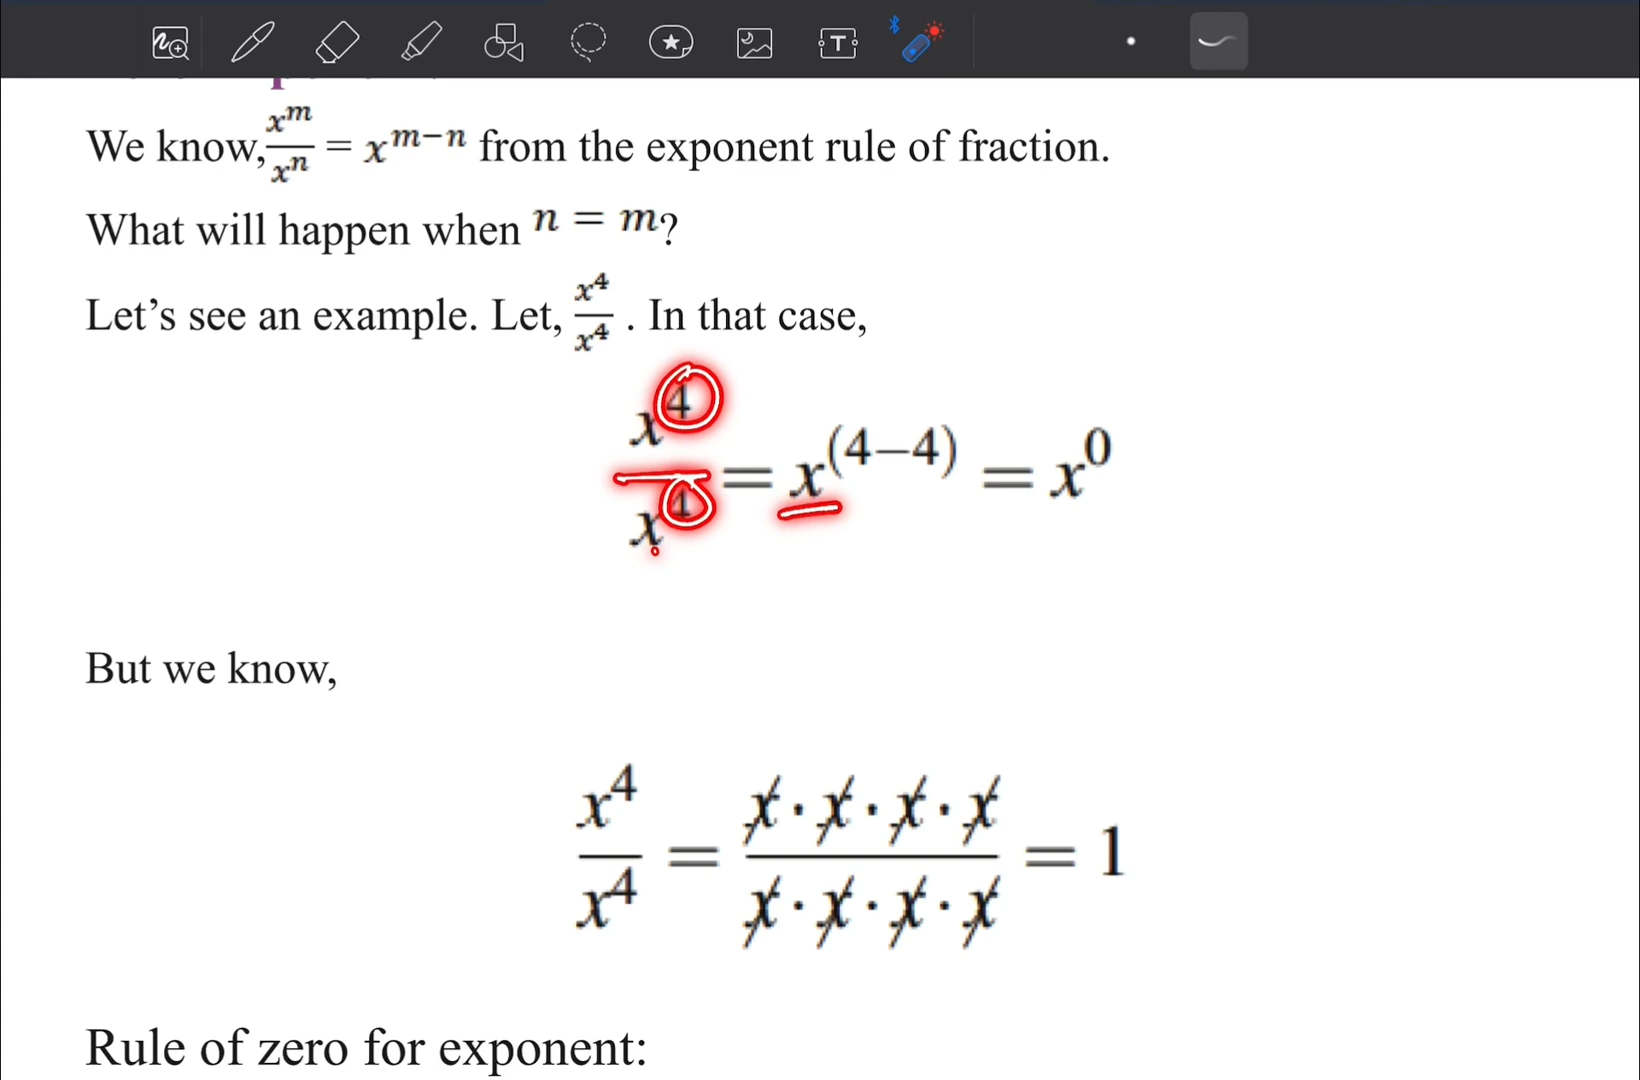 We know, x^m/x^n = x^{m-n} from the exponent rule of fraction.
What will happen when n = m?
Let’s see an example. Let, x^4/x^4 . In that case,
x^4/x^4 = x^{(4-4)} = x^0
But we know,
x^4/x^4 = x·x·x·x/x·x·x·x = 1
Rule of zero for exponent: